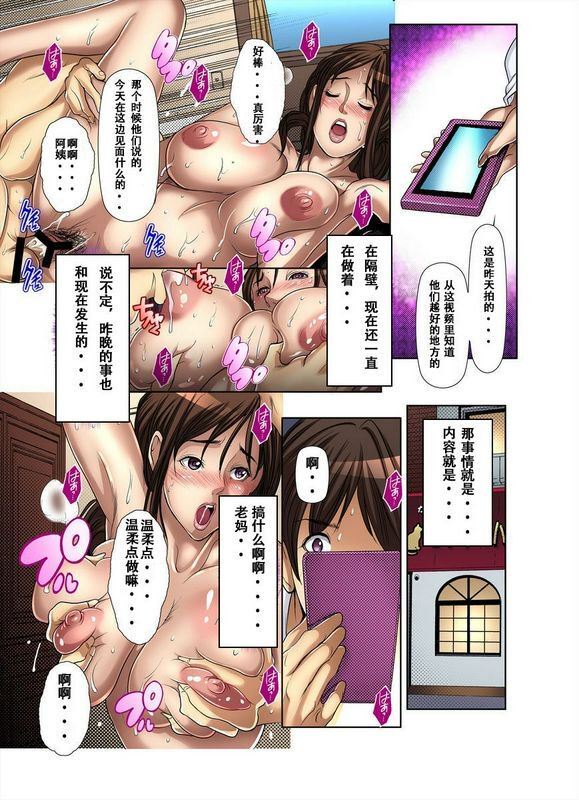 这是昨天拍的・・・
从这视频里知道
他们越好的地方的
好棒・・・
・・真厉害・
那个时候他们说的，
今天在这边见面什么的・・・
啊啊・・・
阿姨・・・
在隔壁，现在还一直
在做着・・・
说不定，昨晚的事也
和现在发生的・・・
那事情就是・・・・
内容就是・・・
啊・・・
搞什么啊啊・・・・
老妈・・・
温柔点・・・・
温柔点做嘛・・
啊啊・・・